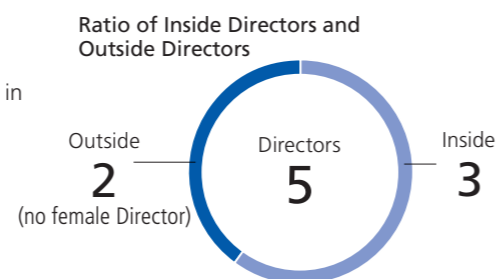 Ratio of Inside Directors and
Outside Directors
in
Outside
2
(no female Director)
Directors
5
Inside
3